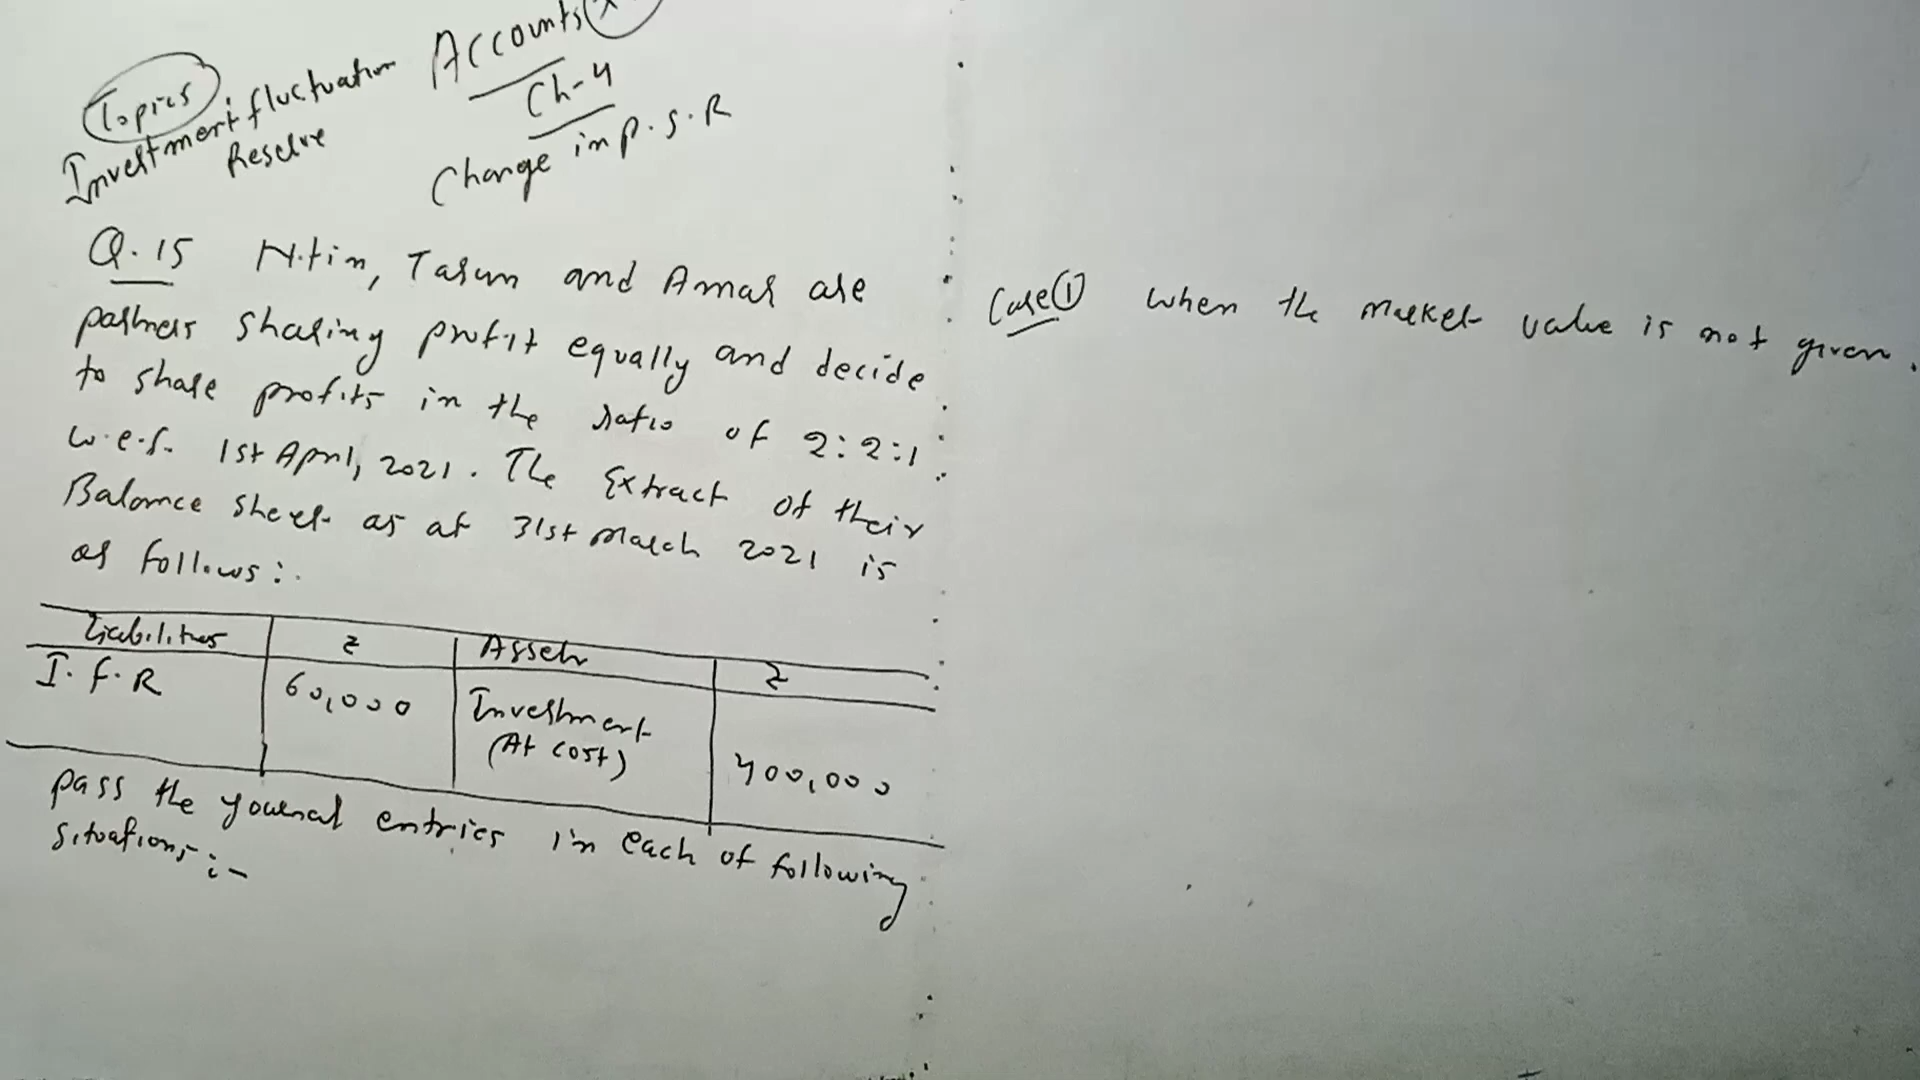 Topics
Investment fluctuation
Reserve
Accounts
Ch-4
Change in p.s.R
Q.15 Nitin, Tarun and Amar are
partners sharing profit equally and decide
to share profits in the ratio of 2:2:1
w.e.f. 1st April, 2021. The Extract of their
Balance sheet as at 31st March 2021 is
as follows:
Liabilities ₹ Assets ₹
I.F.R 60,000 Investment
(At cost) 400,000
pass the journal entries in each of following
situations:-
Case① when the market value is not given.